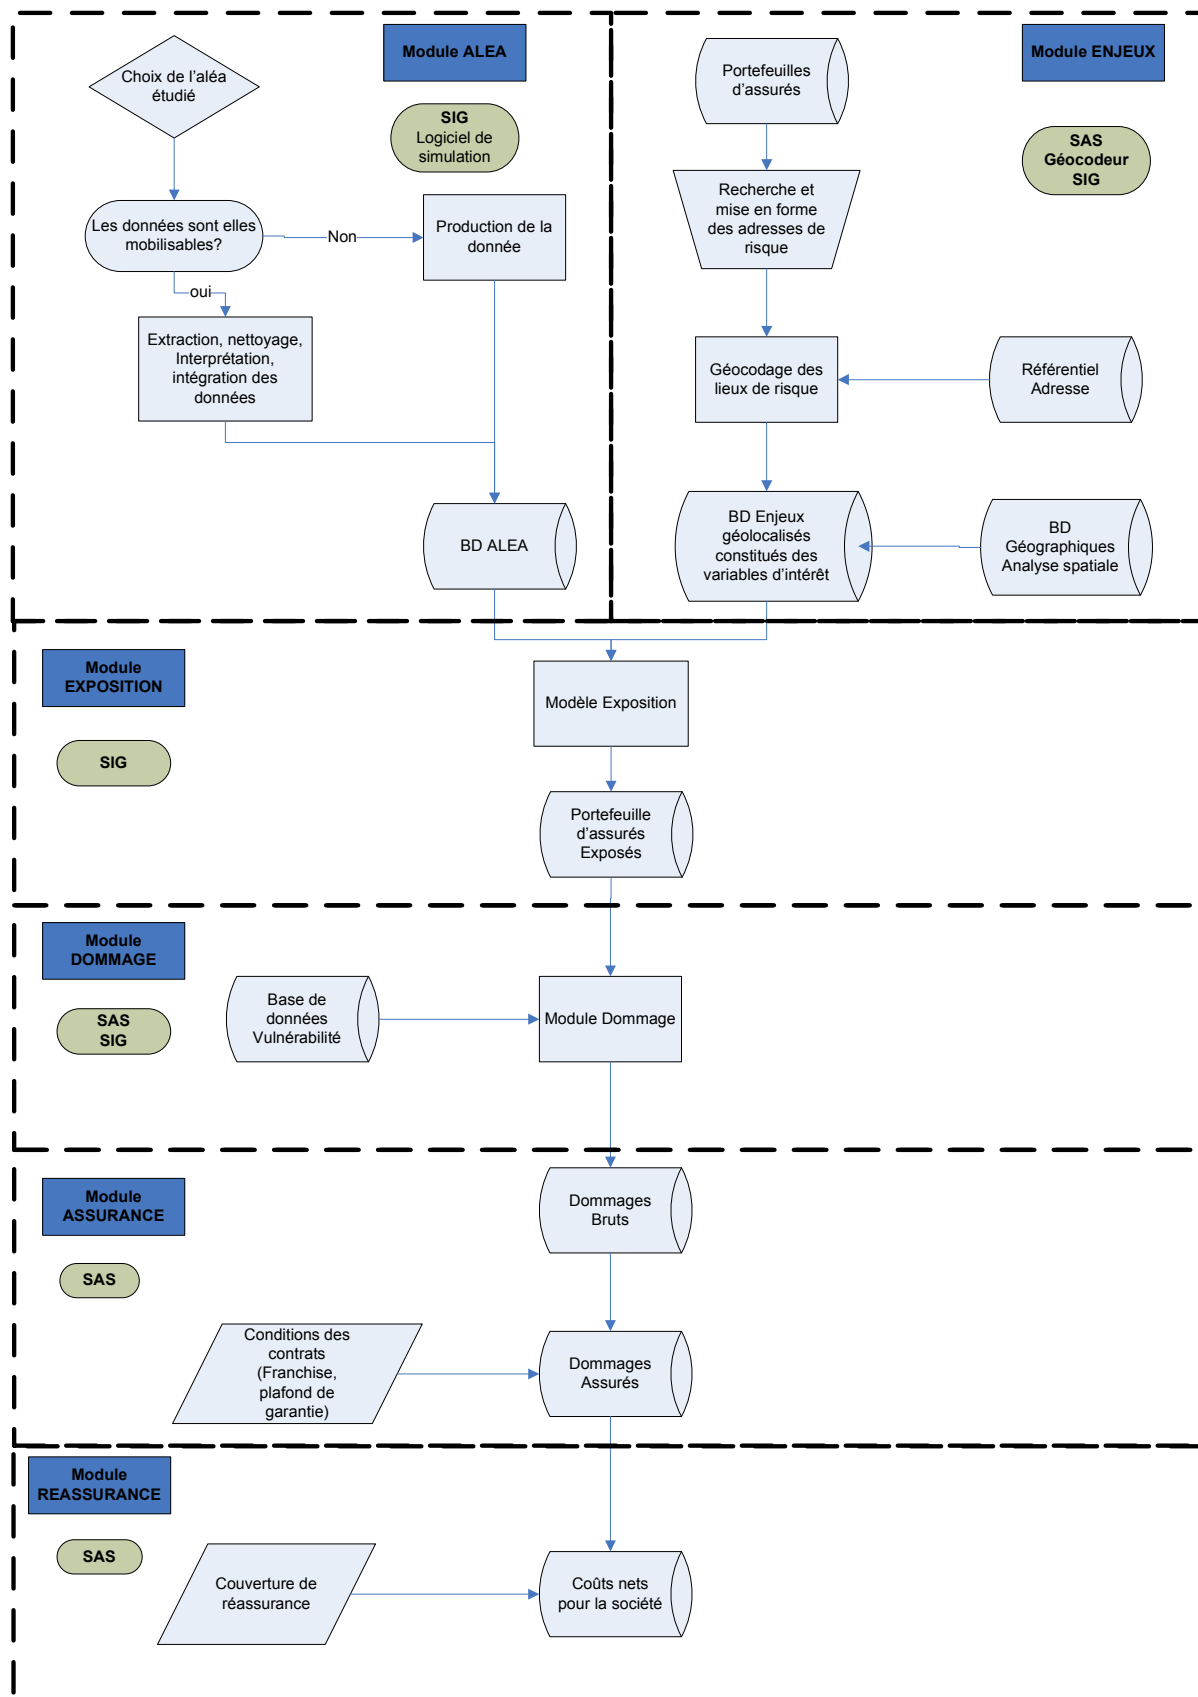 Choix de l'aléa
étudié
Module ALEA
SIG
Logiciel de
simulation
Les données sont elles
mobilisables?
Non
Production de la
donnée
oui
Extraction, nettoyage,
Interprétation,
intégration des
données
BD ALEA
Portefeuilles
d'assurés
Module ENJEUX
SAS
Géocodeur
SIG
Recherche et
mise en forme
des adresses de
risque
Géocodage des
lieux de risque
Référentiel
Adresse
BD Enjeux
géolocalisés
constitués des
variables d'intérêt
BD
Géographiques
Analyse spatiale
Module
EXPOSITION
SIG
Modèle Exposition
Portefeuille
d'assurés
Exposés
Module
DOMMAGE
SAS
SIG
Base de
données
Vulnérabilité
Module Dommage
Module
ASSURANCE
SAS
Dommages
Bruts
Conditions des
contrats
(Franchise,
plafond de
garantie)
Dommages
Assurés
Module
REASSURANCE
SAS
Couverture de
réassurance
Coûts nets
pour la société